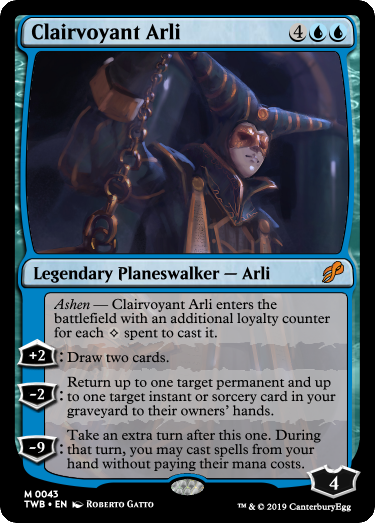 Clairvoyant Arli 4
Legendary Planeswalker — Arli
Ashen — Clairvoyant Arli enters the
battlefield with an additional loyalty counter
for each spent to cast it.
+2: Draw two cards.
-2: Return up to one target permanent and up
to one target instant or sorcery card in your
graveyard to their owners' hands.
-9: Take an extra turn after this one. During
that turn, you may cast spells from your
hand without paying their mana costs.
4
M 0043
TWB • EN Roberto Gatto
™ & © 2019 CanterburyEgg